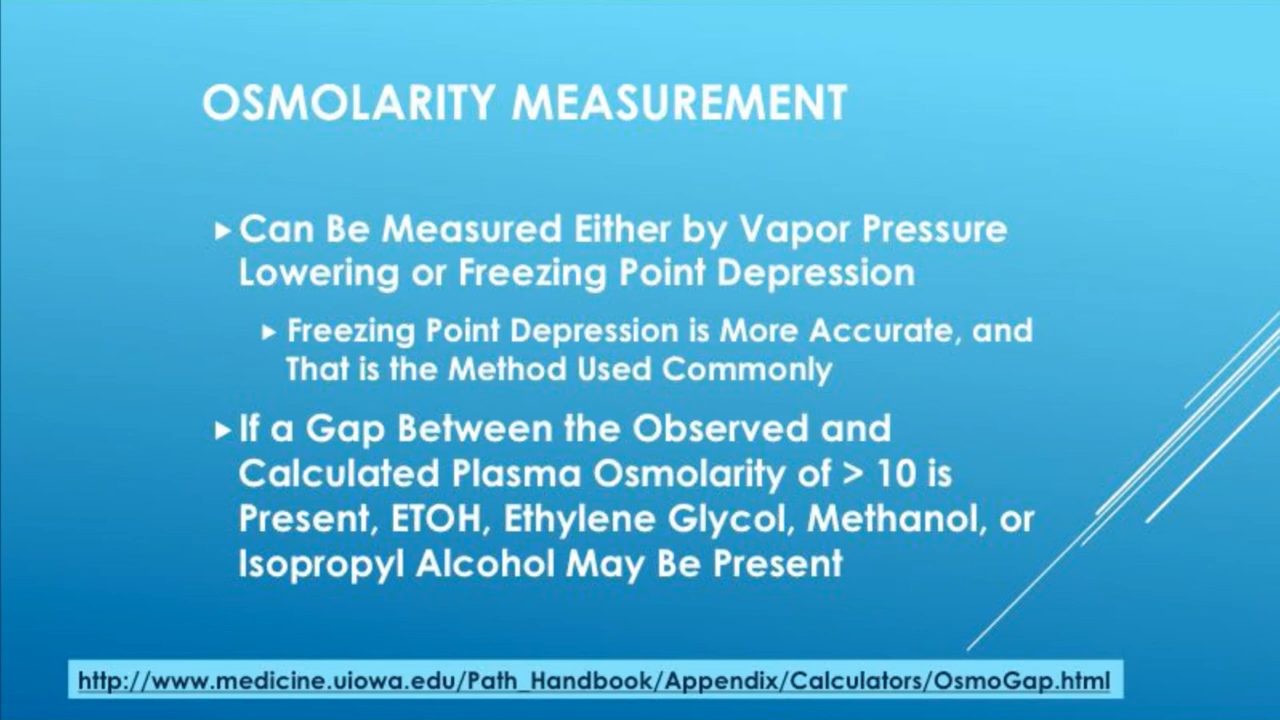 OSMOLARITY MEASUREMENT
Can Be Measured Either by Vapor Pressure
Lowering or Freezing Point Depression
Freezing Point Depression is More Accurate, and
That is the Method Used Commonly
If a Gap Between the Observed and
Calculated Plasma Osmolarity of > 10 is
Present, ETOH, Ethylene Glycol, Methanol, or
Isopropyl Alcohol May Be Present
http://www.medicine.uiowa.edu/Path_Handbook/Appendix/Calculators/OsmoGap.html